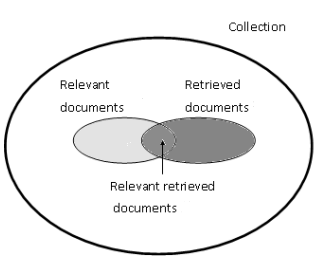 Collection
Relevant
documents
Retrieved
documents
Relevant retrieved
documents